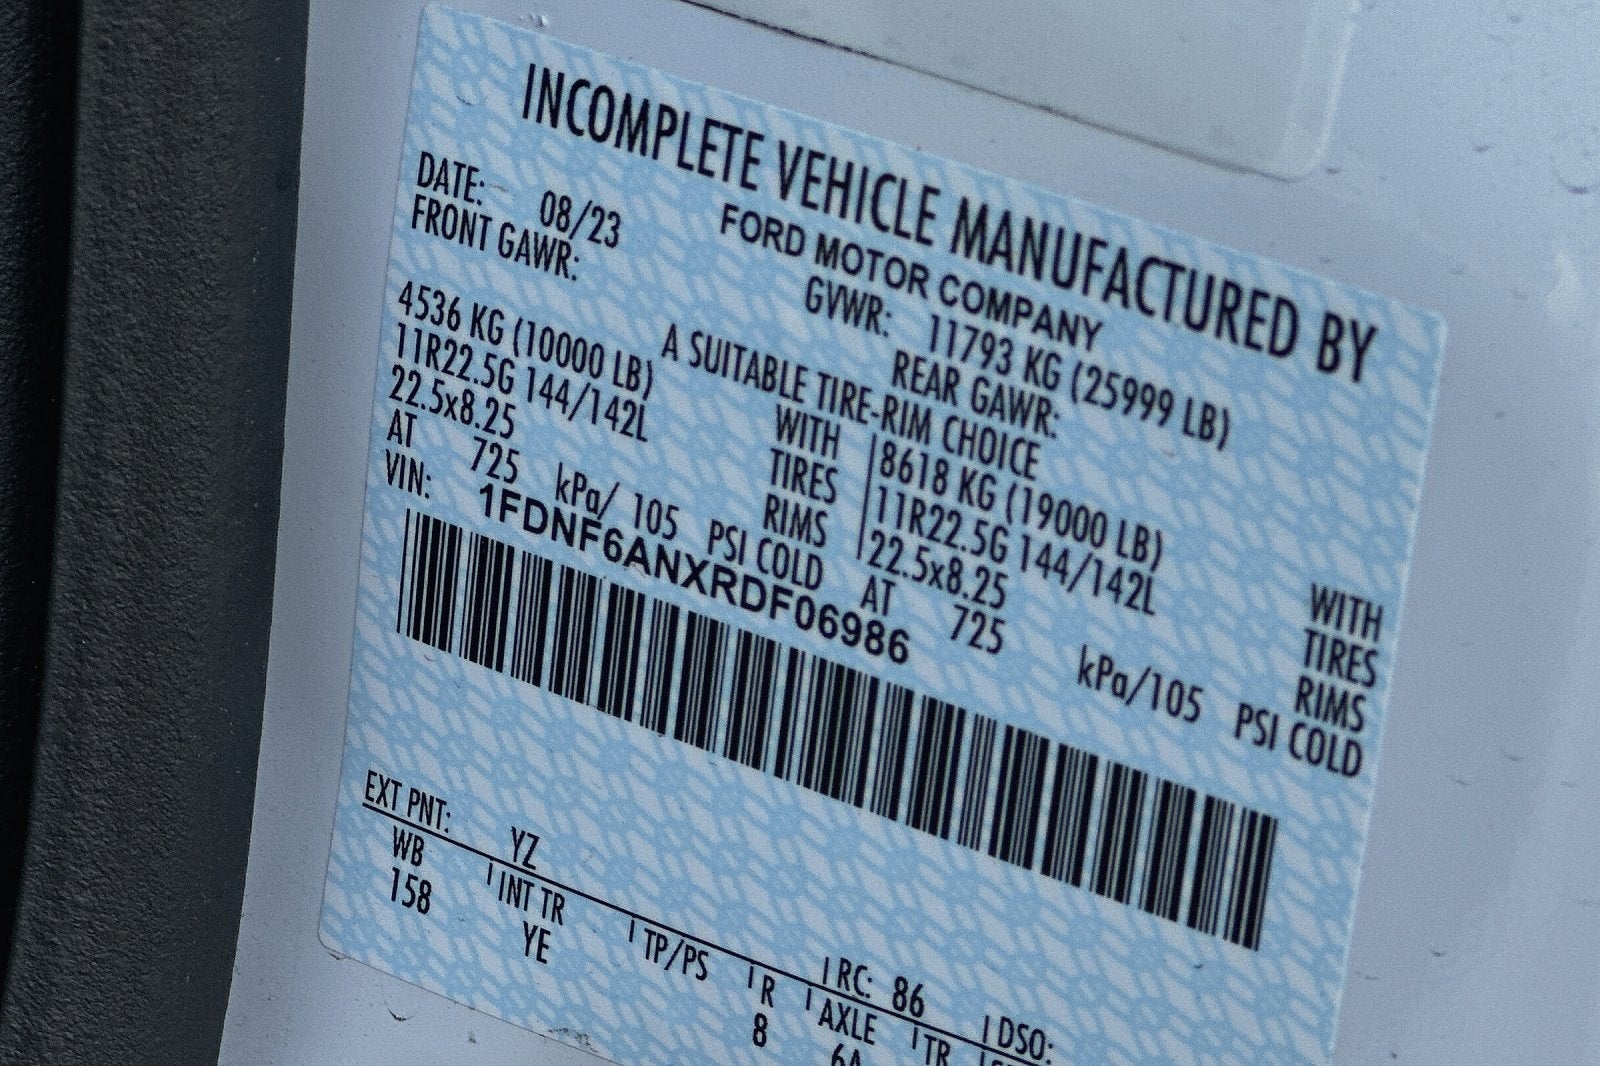 INCOMPLETE VEHICLE MANUFACTURED BY
FORD MOTOR COMPANY
DATE: 08/23 GVWR: 11793 KG (25999 LB)
FRONT GAWR: REAR GAWR:
A SUITABLE TIRE-RIM CHOICE
4536 KG (10000 LB) WITH 8618 KG (19000 LB) WITH
11R22.5G 144/142L TIRES 11R22.5G 144/142L TIRES
22.5x8.25 RIMS 22.5x8.25 RIMS
AT 725 kPa/ 105 PSI COLD AT 725 kPa/105 PSI COLD
VIN: 1FDNF6ANXRDF06986
EXT PNT: YZ RC: 86 DSO:
WB INT TR TP/PS R AXLE TR
158 YE 8 6A